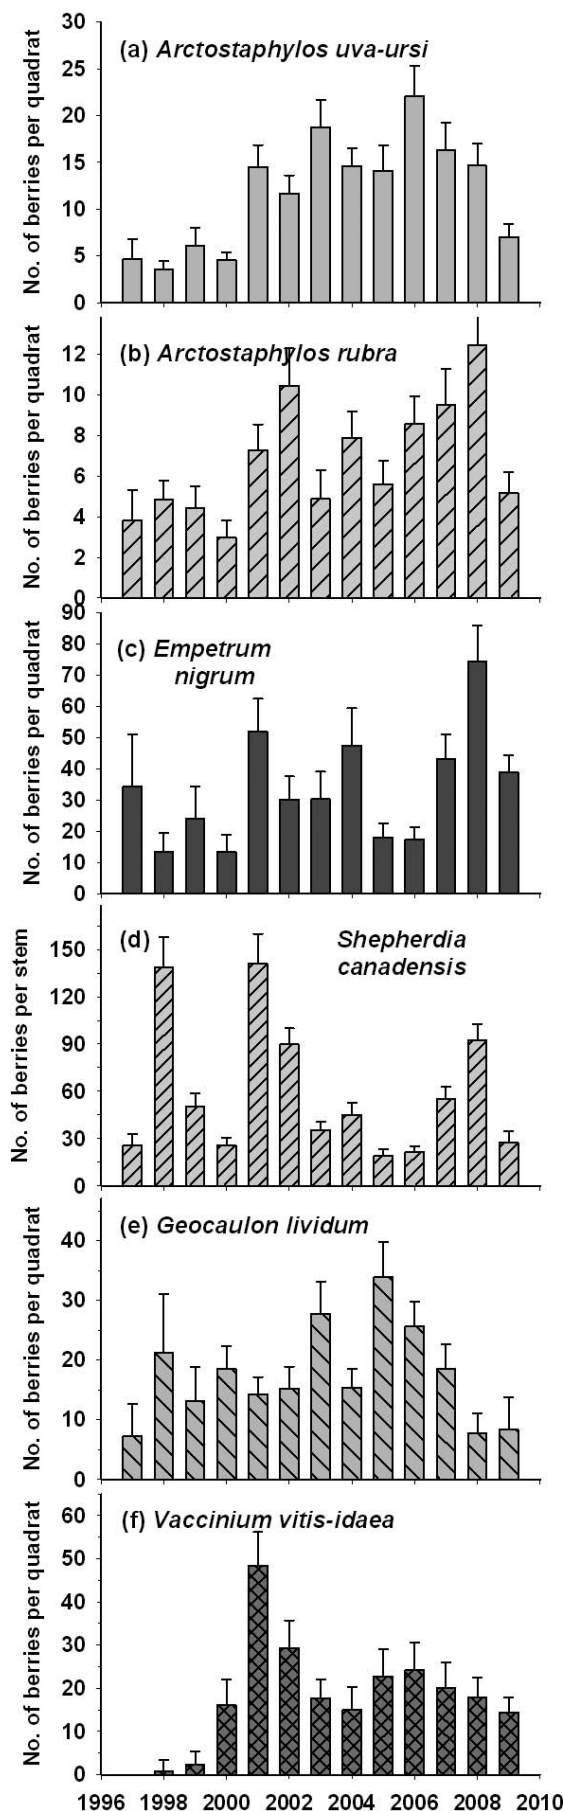 (a) Arctostaphylos uva-ursi
No. of berries per quadrat
30
25
20
15
10
5
0
(b) Arctostaphylos rubra
No. of berries per quadrat
12
10
8
6
4
2
0
(c) Empetrum
nigrum
No. of berries per quadrat
90
80
70
60
50
40
30
20
10
0
(d) Shepherdia
canadensis
No. of berries per stem
150
120
90
60
30
0
(e) Geocaulon lividum
No. of berries per quadrat
40
30
20
10
0
(f) Vaccinium vitis-idaea
No. of berries per quadrat
60
50
40
30
20
10
0
1996 1998 2000 2002 2004 2006 2008 2010